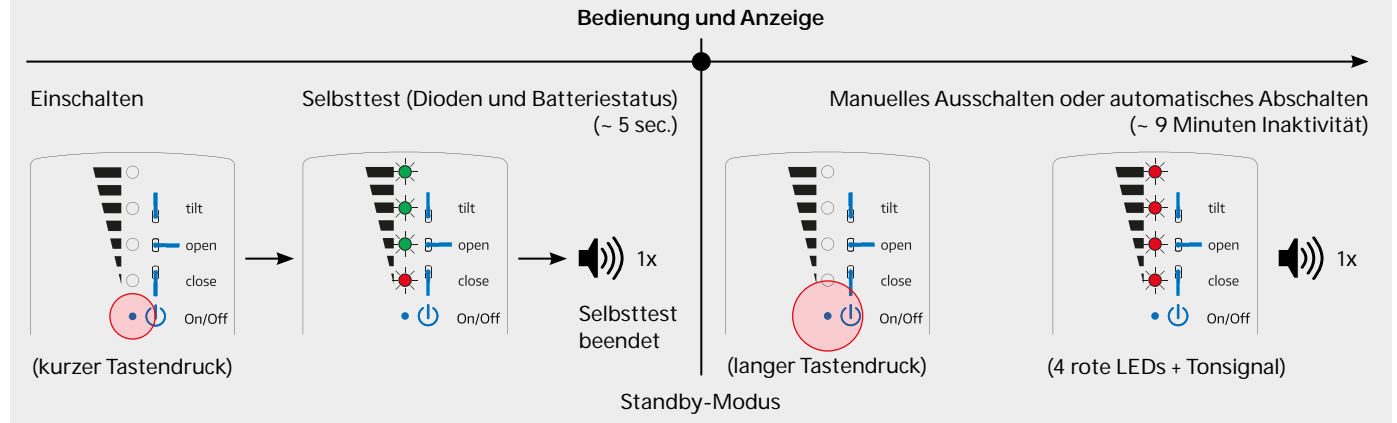 Bedienung und Anzeige
Einschalten
Selbsttest (Dioden und Batteriestatus)
(~ 5 sec.)
Manuelles Ausschalten oder automatisches Abschalten
(~ 9 Minuten Inaktivität)
tilt
open
close
On/Off
(kurzer Tastendruck)
tilt
open
close
On/Off
1x
Selbsttest
beendet
tilt
open
close
On/Off
(langer Tastendruck)
tilt
open
close
On/Off
(4 rote LEDs + Tonsignal)
1x
Standby-Modus